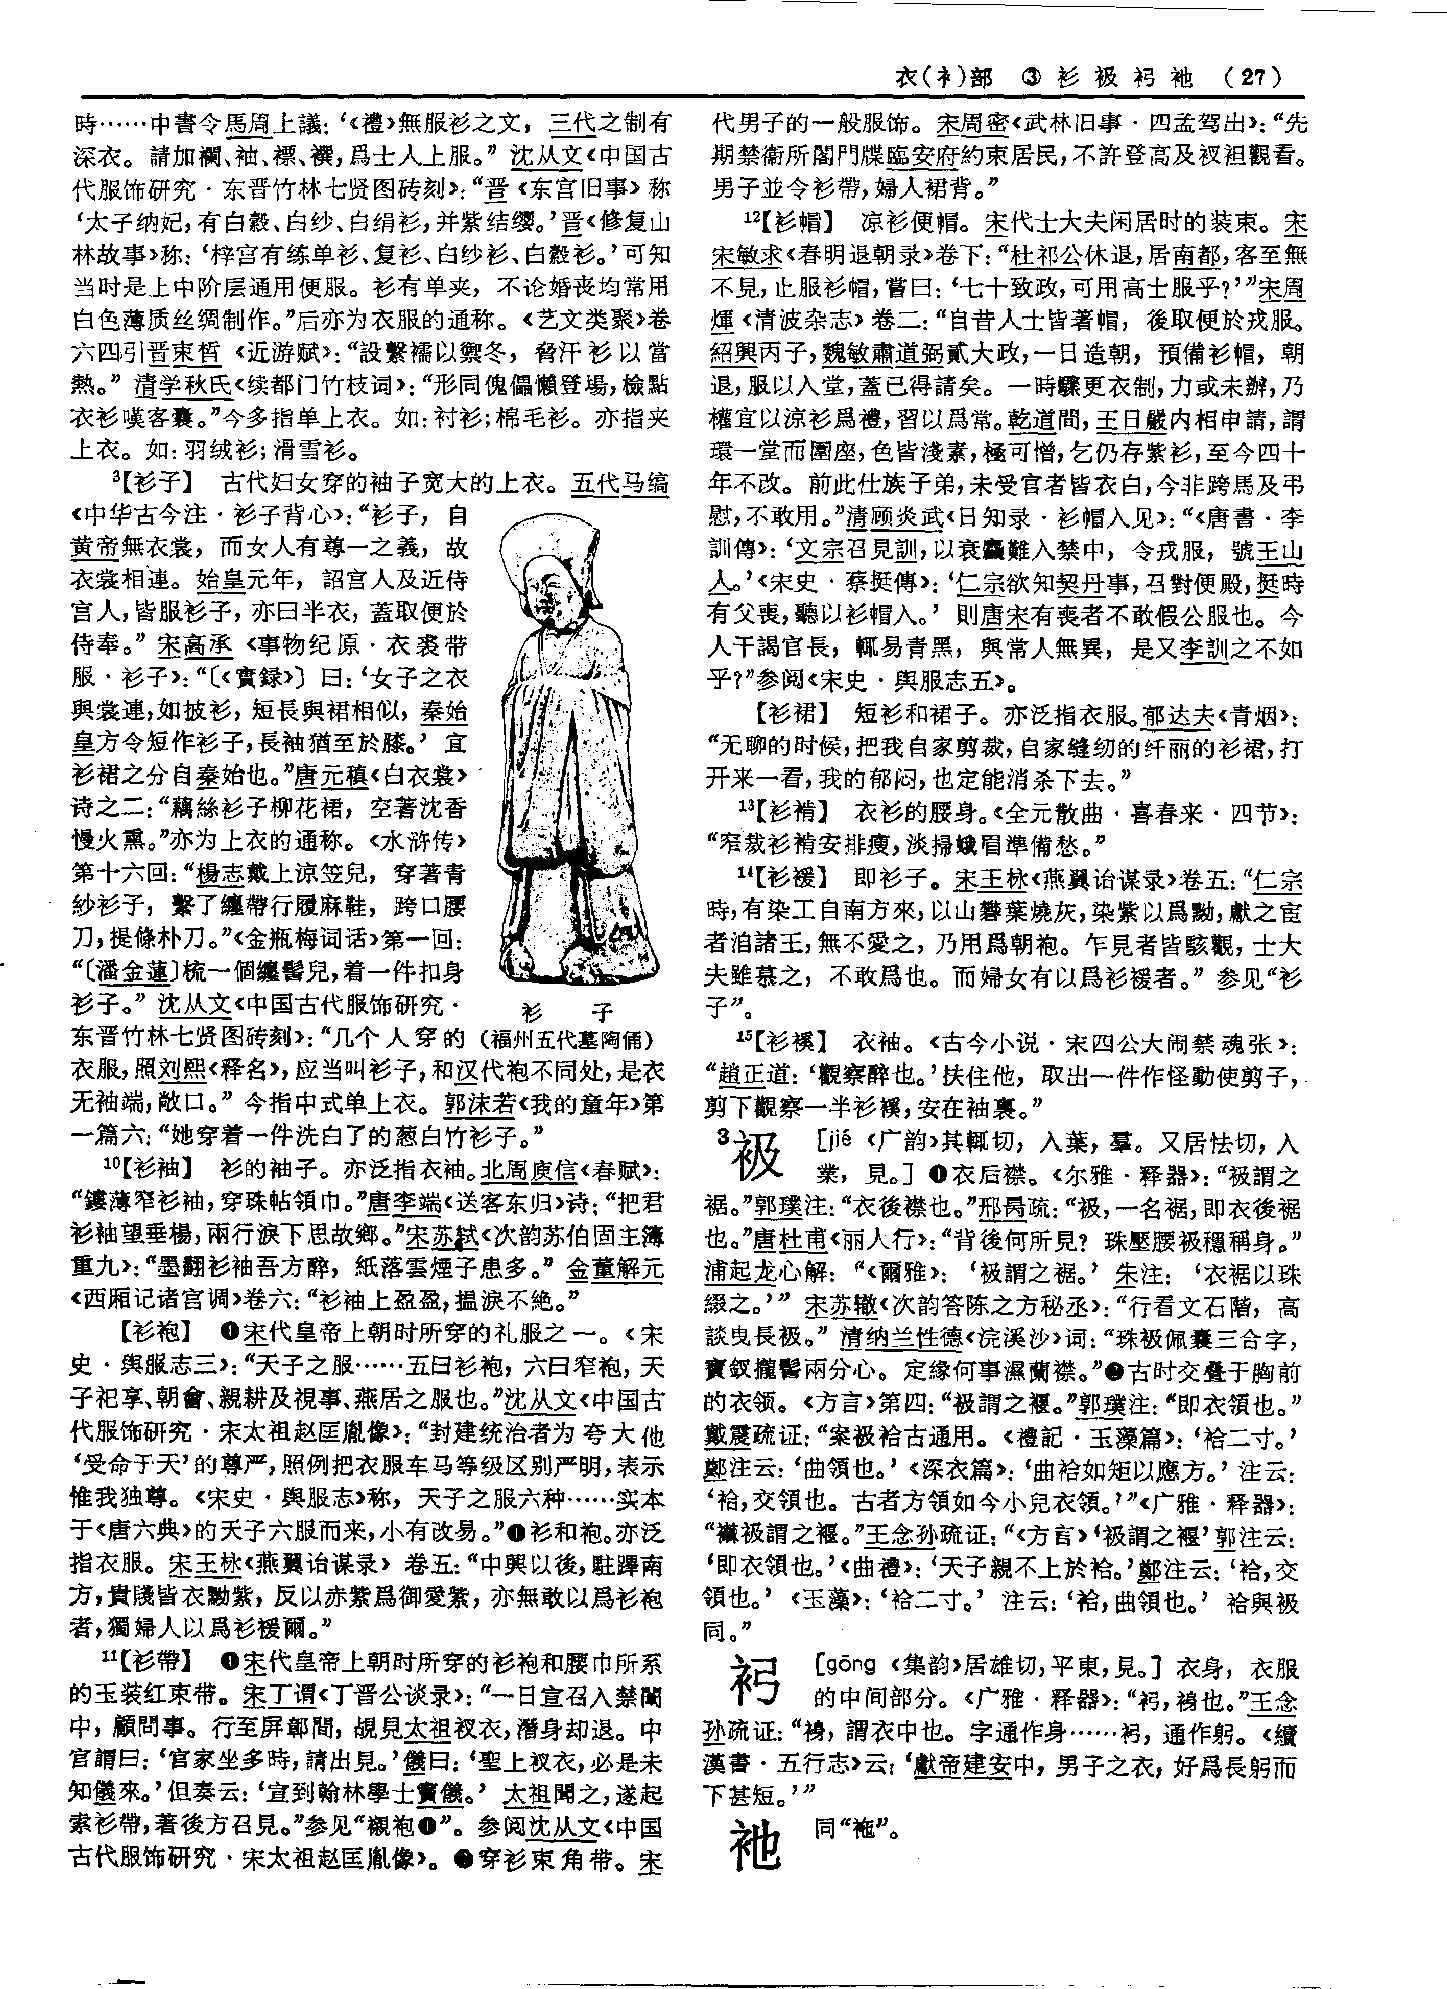 衣(衤)部 ③ 衫 衱 𧘝 衪 (27)
時……中書令馬周上議：‘《禮》無服衫之文，三代之制有
深衣。請加襴、袖、褾、襈，爲士人上服。” 沈从文《中国古
代服饰研究·东晋竹林七贤图砖刻》：“晋《东宫旧事》称
‘太子纳妃，有白縠、白纱、白绢衫，并紫结缨。’晋《修复山
林故事》称：‘梓宫有练单衫、复衫、白纱衫、白縠衫。’可知
当时是上中阶层通用便服。衫有单夹，不论婚丧均常用
白色薄质丝绸制作。”后亦为衣服的通称。《艺文类聚》卷
六四引晋束皙《近游赋》：“設繫襦以禦冬，脅汗衫以當
熱。” 清学秋氏《续都门竹枝词》：“形同傀儡懶登場，檢點
衣衫嘆客囊。”今多指单上衣。如：衬衫；棉毛衫。亦指夹
上衣。如：羽绒衫；滑雪衫。
³【衫子】 古代妇女穿的袖子宽大的上衣。五代马缟
《中华古今注·衫子背心》：“衫子，自
黄帝無衣裳，而女人有尊一之義，故
衣裳相連。始皇元年，詔宫人及近侍
宫人，皆服衫子，亦曰半衣，蓋取便於
侍奉。” 宋高承《事物纪原·衣裘带
服·衫子》：“〔《實録》〕曰：‘女子之衣
與裳連，如披衫，短長與裙相似，秦始
皇方令短作衫子，長袖猶至於膝。’宜
衫裙之分自秦始也。”唐元稹《白衣裳》
诗之二：“藕絲衫子柳花裙，空著沈香
慢火熏。”亦为上衣的通称。《水浒传》
第十六回：“楊志戴上凉笠兒，穿著青
紗衫子，繫了纏帶行履麻鞋，跨口腰
刀，提條朴刀。”《金瓶梅词话》第一回：
“〔潘金蓮〕梳一個纏髻兒，着一件扣身
衫子。” 沈从文《中国古代服饰研究·
东晋竹林七贤图砖刻》：“几个人穿的
衫 子
（福州五代墓陶俑）
衣服，照刘熙《释名》，应当叫衫子，和汉代袍不同处，是衣
无袖端，敞口。” 今指中式单上衣。郭沫若《我的童年》第
一篇六：“她穿着一件洗白了的葱白竹衫子。”
¹⁰【衫袖】 衫的袖子。亦泛指衣袖。北周庾信《春赋》：
“鏤薄窄衫袖，穿珠帖領巾。”唐李端《送客东归》诗：“把君
衫袖望垂楊，兩行淚下思故鄉。”宋苏轼《次韵苏伯固主簿
重九》：“墨翻衫袖吾方醉，紙落雲煙子患多。” 金董解元
《西厢记诸宫调》卷六：“衫袖上盈盈，揾淚不絶。”
【衫袍】 ❶宋代皇帝上朝时所穿的礼服之一。《宋
史·舆服志三》：“天子之服……五曰衫袍，六曰窄袍，天
子祀享、朝會、親耕及視事、燕居之服也。”沈从文《中国古
代服饰研究·宋太祖赵匡胤像》：“封建统治者为夸大他
‘受命于天’的尊严，照例把衣服车马等级区别严明，表示
惟我独尊。《宋史·舆服志》称，天子之服六种……实本
于《唐六典》的天子六服而来，小有改易。”❶衫和袍。亦泛
指衣服。宋王栐《燕翼诒谋录》卷五：“中興以後，駐蹕南
方，貴賤皆衣黝紫，反以赤紫爲御愛紫，亦無敢以爲衫袍
者，獨婦人以爲衫褑爾。”
¹¹【衫帶】 ❶宋代皇帝上朝时所穿的衫袍和腰巾所系
的玉装红束带。宋丁谓《丁晋公谈录》：“一日宣召入禁闥
中，顧問事。行至屏鄣間，覘見太祖衩衣，潛身却退。中
官謂曰：‘官家坐多時，請出見。’儀曰：‘聖上衩衣，必是未
知儀來。’但奏云：‘宣到翰林學士竇儀。’ 太祖聞之，遂起
索衫帶，著後方召見。”参见“襯袍❶”。参阅沈从文《中国
古代服饰研究·宋太祖赵匡胤像》。❷穿衫束角带。宋
代男子的一般服饰。宋周密《武林旧事·四孟驾出》：“先
期禁衛所閤門牒臨安府約束居民，不許登高及衩袒觀看。
男子並令衫帶，婦人裙背。”
¹²【衫帽】 凉衫便帽。宋代士大夫闲居时的装束。宋
宋敏求《春明退朝录》卷下：“杜祁公休退，居南都，客至無
不見，止服衫帽，嘗曰：‘七十致政，可用高士服乎？’”宋周
煇《清波杂志》卷二：“自昔人士皆著帽，後取便於戎服。
紹興丙子，魏敏肅道弼貳大政，一日造朝，預備衫帽，朝
退，服以入堂，蓋已得請矣。一時驟更衣制，力或未辦，乃
權宜以凉衫爲禮，習以爲常。乾道間，王日嚴内相申請，謂
環一堂而圍座，色皆淺素，極可憎，乞仍存紫衫，至今四十
年不改。前此仕族子弟，未受官者皆衣白，今非跨馬及弔
慰，不敢用。”清顾炎武《日知录·衫帽入见》：“《唐書·李
訓傳》：‘文宗召見訓，以衰麤難入禁中，令戎服，號王山
人。’《宋史·蔡挺傳》：‘仁宗欲知契丹事，召對便殿，挺時
有父喪，聽以衫帽入。’ 則唐宋有喪者不敢假公服也。今
人干謁官長，輒易青黑，與常人無異，是又李訓之不如
乎？”参阅《宋史·舆服志五》。
【衫裙】 短衫和裙子。亦泛指衣服。郁达夫《青烟》：
“无聊的时候，把我自家剪裁，自家缝纫的纤丽的衫裙，打
开来一看，我的郁闷，也定能消杀下去。”
¹³【衫褃】 衣衫的腰身。《全元散曲·喜春来·四节》：
“窄裁衫褃安排瘦，淡掃蛾眉準備愁。”
¹⁴【衫褑】 即衫子。宋王栐《燕翼诒谋录》卷五：“仁宗
時，有染工自南方來，以山礬葉燒灰，染紫以爲黝，獻之宦
者洎諸王，無不愛之，乃用爲朝袍。乍見者皆駭觀，士大
夫雖慕之，不敢爲也。而婦女有以爲衫褑者。” 参见“衫
子”。
¹⁵【衫𧛾】 衣袖。《古今小说·宋四公大闹禁魂张》：
“趙正道：‘觀察醉也。’扶住他，取出一件作怪動使剪子，
剪下觀察一半衫𧛾，安在袖裏。”
³衱 [jié 《广韵》其輒切，入葉，羣。又居怯切，入
業，見。] ❶衣后襟。《尔雅·释器》：“衱謂之
裾。”郭璞注：“衣後襟也。”邢昺疏：“衱，一名裾，即衣後裾
也。”唐杜甫《丽人行》：“背後何所見？珠壓腰衱穩稱身。”
浦起龙心解：“《爾雅》：‘衱謂之裾。’ 朱注：‘衣裾以珠
綴之。’” 宋苏辙《次韵答陈之方秘丞》：“行看文石階，高
談曳長衱。” 清纳兰性德《浣溪沙》词：“珠衱佩囊三合字，
寶釵攏髻兩分心。定緣何事濕蘭襟。”❷古时交叠于胸前
的衣领。《方言》第四：“衱謂之褗。”郭璞注：“即衣領也。”
戴震疏证：“案衱袷古通用。《禮記·玉藻篇》：‘袷二寸。’
鄭注云：‘曲領也。’《深衣篇》：‘曲袷如矩以應方。’注云：
‘袷，交領也。古者方領如今小兒衣領。’”《广雅·释器》：
“襋衱謂之褗。”王念孙疏证：“《方言》‘衱謂之褗’郭注云：
‘即衣領也。’《曲禮》：‘天子視不上於袷。’鄭注云：‘袷，交
領也。’《玉藻》：‘袷二寸。’ 注云：‘袷，曲領也。’ 袷與衱
同。”
𧘝 [gōng 《集韵》居雄切，平東，見。] 衣身，衣服
的中间部分。《广雅·释器》：“𧘝，裑也。”王念
孙疏证：“裑，謂衣中也。字通作身……𧘝，通作躬。《續
漢書·五行志》云：‘獻帝建安中，男子之衣，好爲長躬而
下甚短。’”
衪 同“袘”。